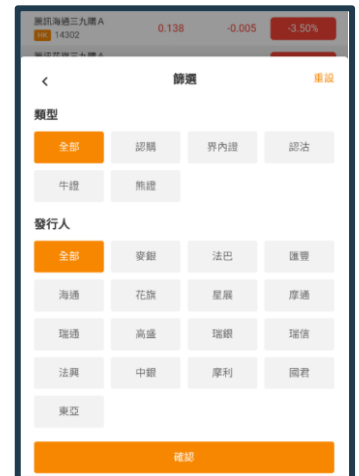 騰訊海通三九購A
0.138 -0.005 -3.50%
HK 14302
篩選 重設
類型
全部 認購 界內證 認沽
牛證 熊證
發行人
全部 麥銀 法巴 匯豐
海通 花旗 星展 摩通
瑞通 高盛 瑞銀 瑞信
法興 中銀 摩利 國君
東亞
確認